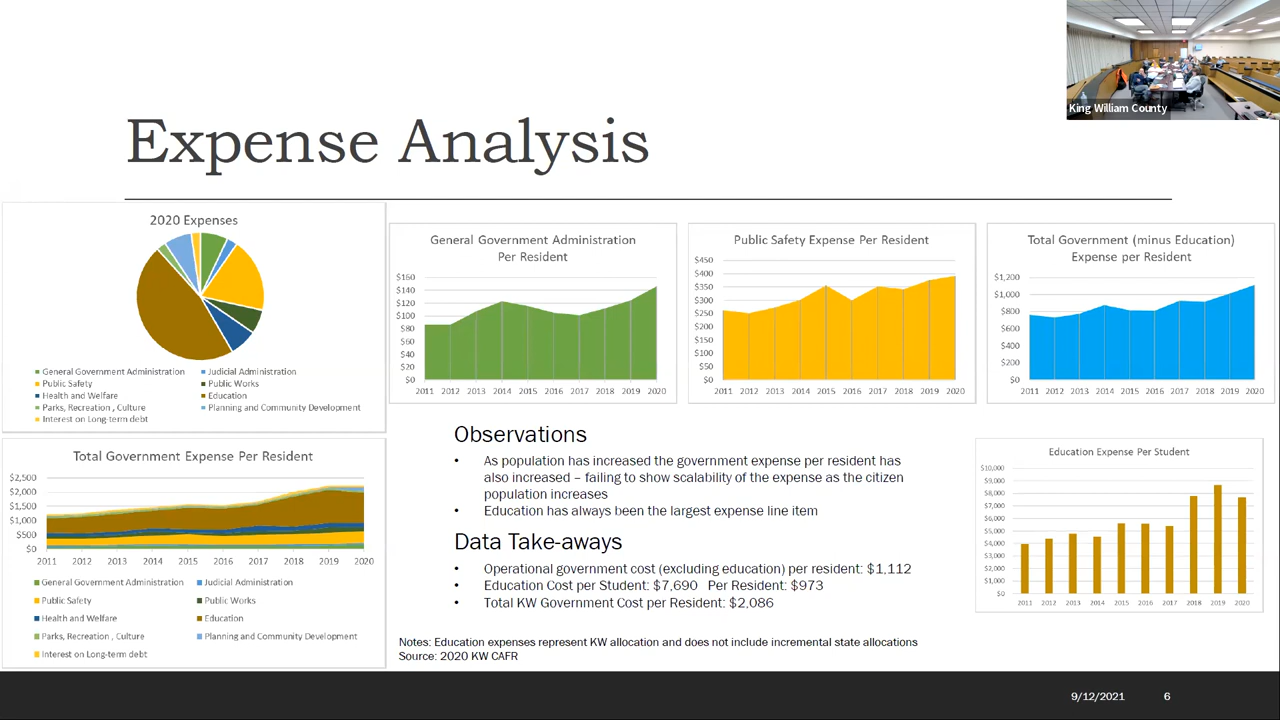 King William County
Expense Analysis
2020 Expenses
General Government Administration
Judicial Administration
Public Safety
Public Works
Health and Welfare
Education
Parks, Recreation , Culture
Planning and Community Development
Interest on Long-term debt
General Government Administration
Per Resident
$160
$140
$120
$100
$80
$60
$40
$20
$0
2011 2012 2013 2014 2015 2016 2017 2018 2019 2020
Public Safety Expense Per Resident
$450
$400
$350
$300
$250
$200
$150
$100
$50
$0
2011 2012 2013 2014 2015 2016 2017 2018 2019 2020
Total Government (minus Education)
Expense per Resident
$1,200
$1,000
$800
$600
$400
$200
$0
2011 2012 2013 2014 2015 2016 2017 2018 2019 2020
Total Government Expense Per Resident
$2,500
$2,000
$1,500
$1,000
$500
$0
2011 2012 2013 2014 2015 2016 2017 2018 2019 2020
General Government Administration
Judicial Administration
Public Safety
Public Works
Health and Welfare
Education
Parks, Recreation , Culture
Planning and Community Development
Interest on Long-term debt
Observations
• As population has increased the government expense per resident has
also increased – failing to show scalability of the expense as the citizen
population increases
• Education has always been the largest expense line item
Data Take-aways
• Operational government cost (excluding education) per resident: $1,112
• Education Cost per Student: $7,690 Per Resident: $973
• Total KW Government Cost per Resident: $2,086
Education Expense Per Student
$10,000
$9,000
$8,000
$7,000
$6,000
$5,000
$4,000
$3,000
$2,000
$1,000
$0
2011 2012 2013 2014 2015 2016 2017 2018 2019 2020
Notes: Education expenses represent KW allocation and does not include incremental state allocations
Source: 2020 KW CAFR
9/12/2021 6